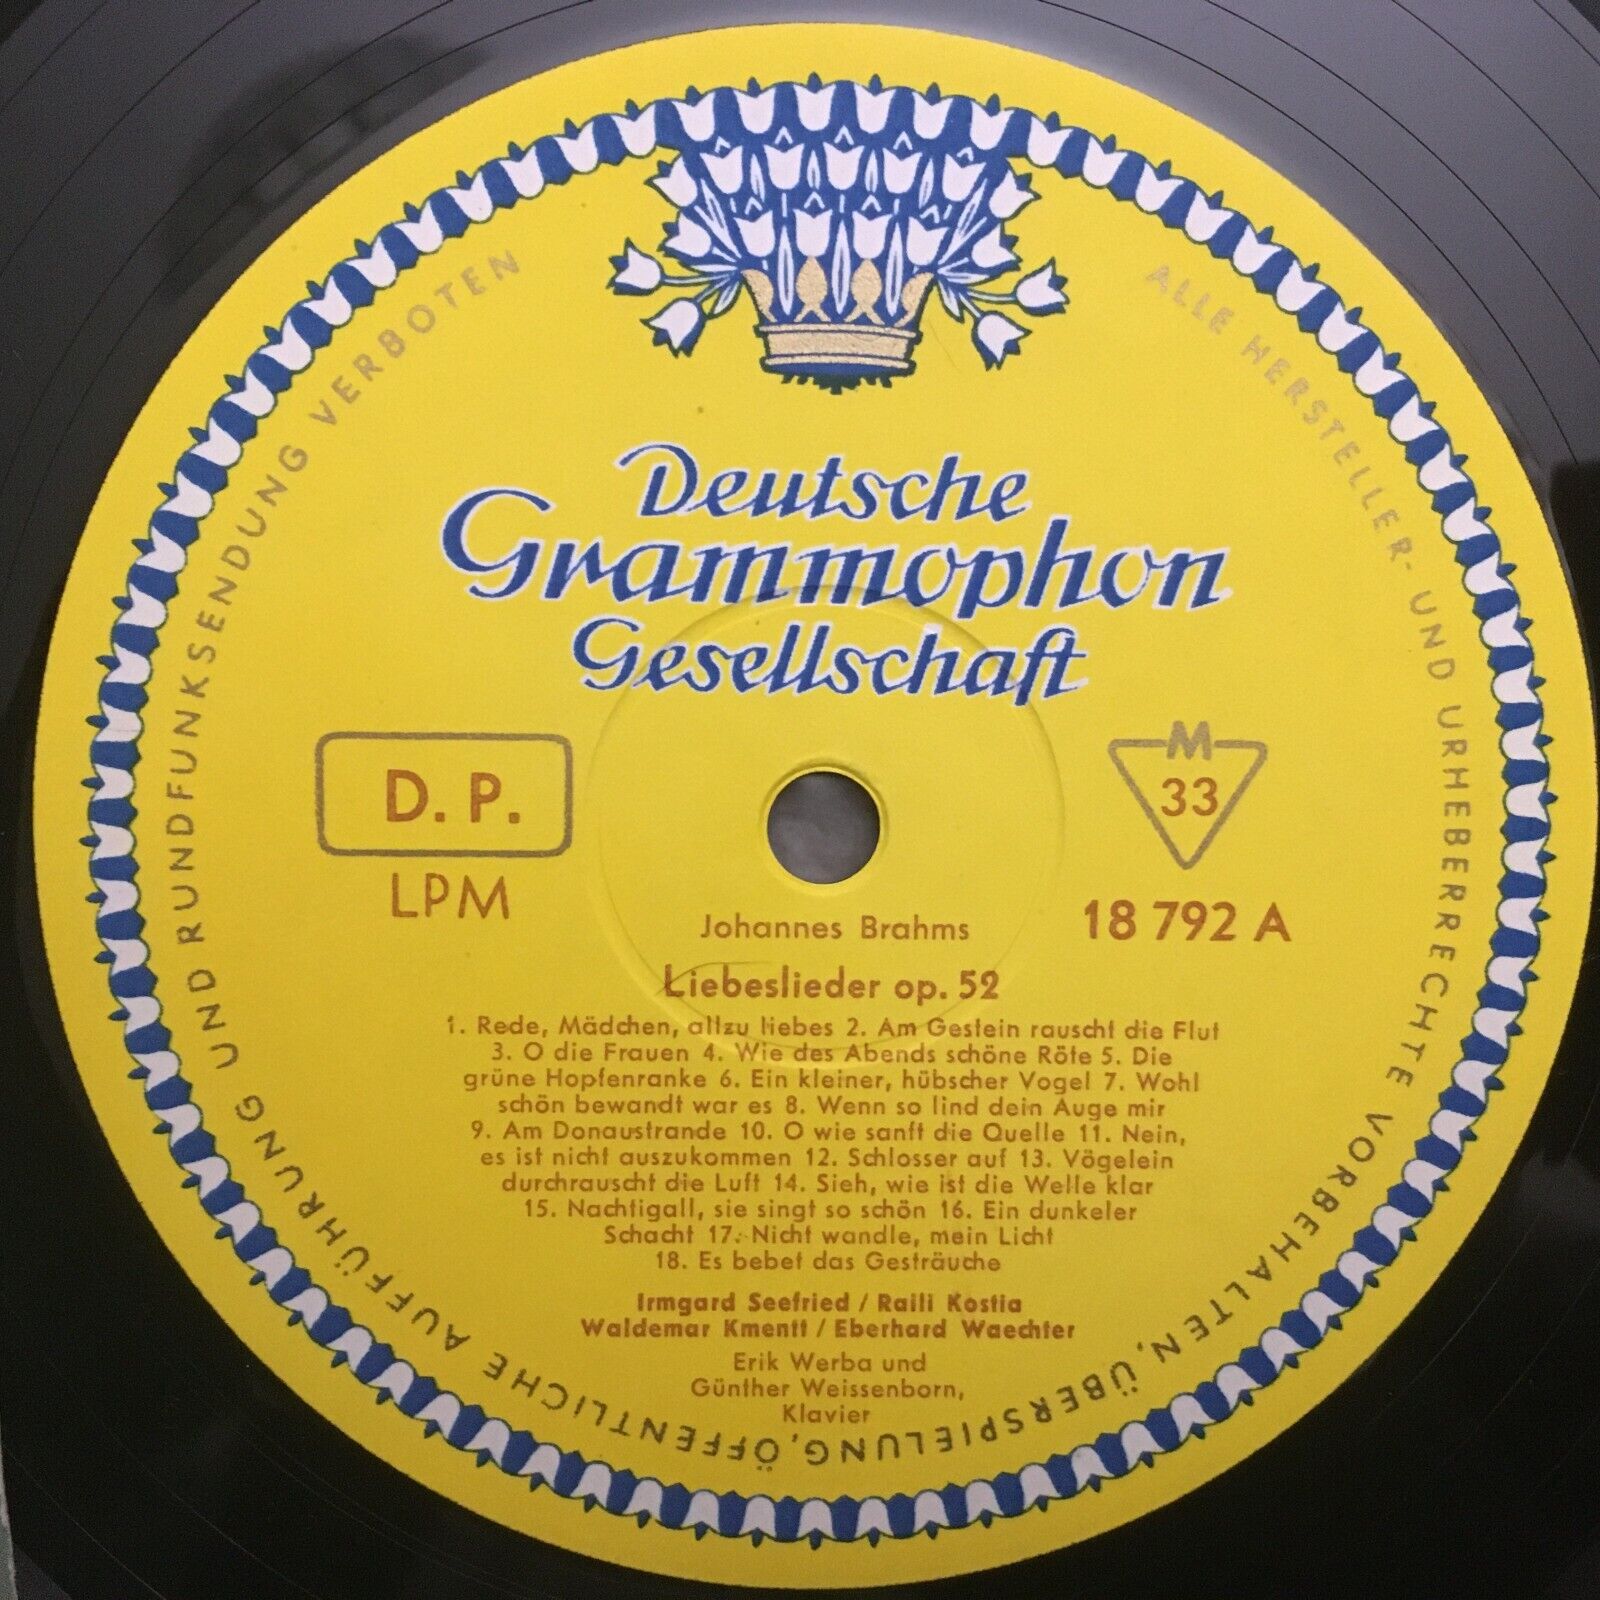 Deutsche
Grammophon
Gesellschaft
D. P.
LPM
M
33
18 792 A
Johannes Brahms
Liebeslieder op. 52
1. Rede, Mädchen, allzu liebes 2. Am Gestein rauscht die Flut
3. O die Frauen 4. Wie des Abends schöne Röte 5. Die
grüne Hopfenranke 6. Ein kleiner, hübscher Vogel 7. Wohl
schön bewandt war es 8. Wenn so lind dein Auge mir
9. Am Donaustrande 10. O wie sanft die Quelle 11. Nein,
es ist nicht auszukommen 12. Schlosser auf 13. Vögelein
durchrauscht die Luft 14. Sieh, wie ist die Welle klar
15. Nachtigall, sie singt so schön 16. Ein dunkeler
Schacht 17. Nicht wandle, mein Licht
18. Es bebet das Gesträuche
Irmgard Seefried / Raili Kostia
Waldemar Kmentt / Eberhard Waechter
Erik Werba und
Günther Weissenborn,
Klavier
ALLE HERSTELLER- UND URHEBERRECHTE VORBEHALTEN, ÜBERSPIELUNG, ÖFFENTLICHE AUFFÜHRUNG UND RUNDFUNKSENDUNG VERBOTEN